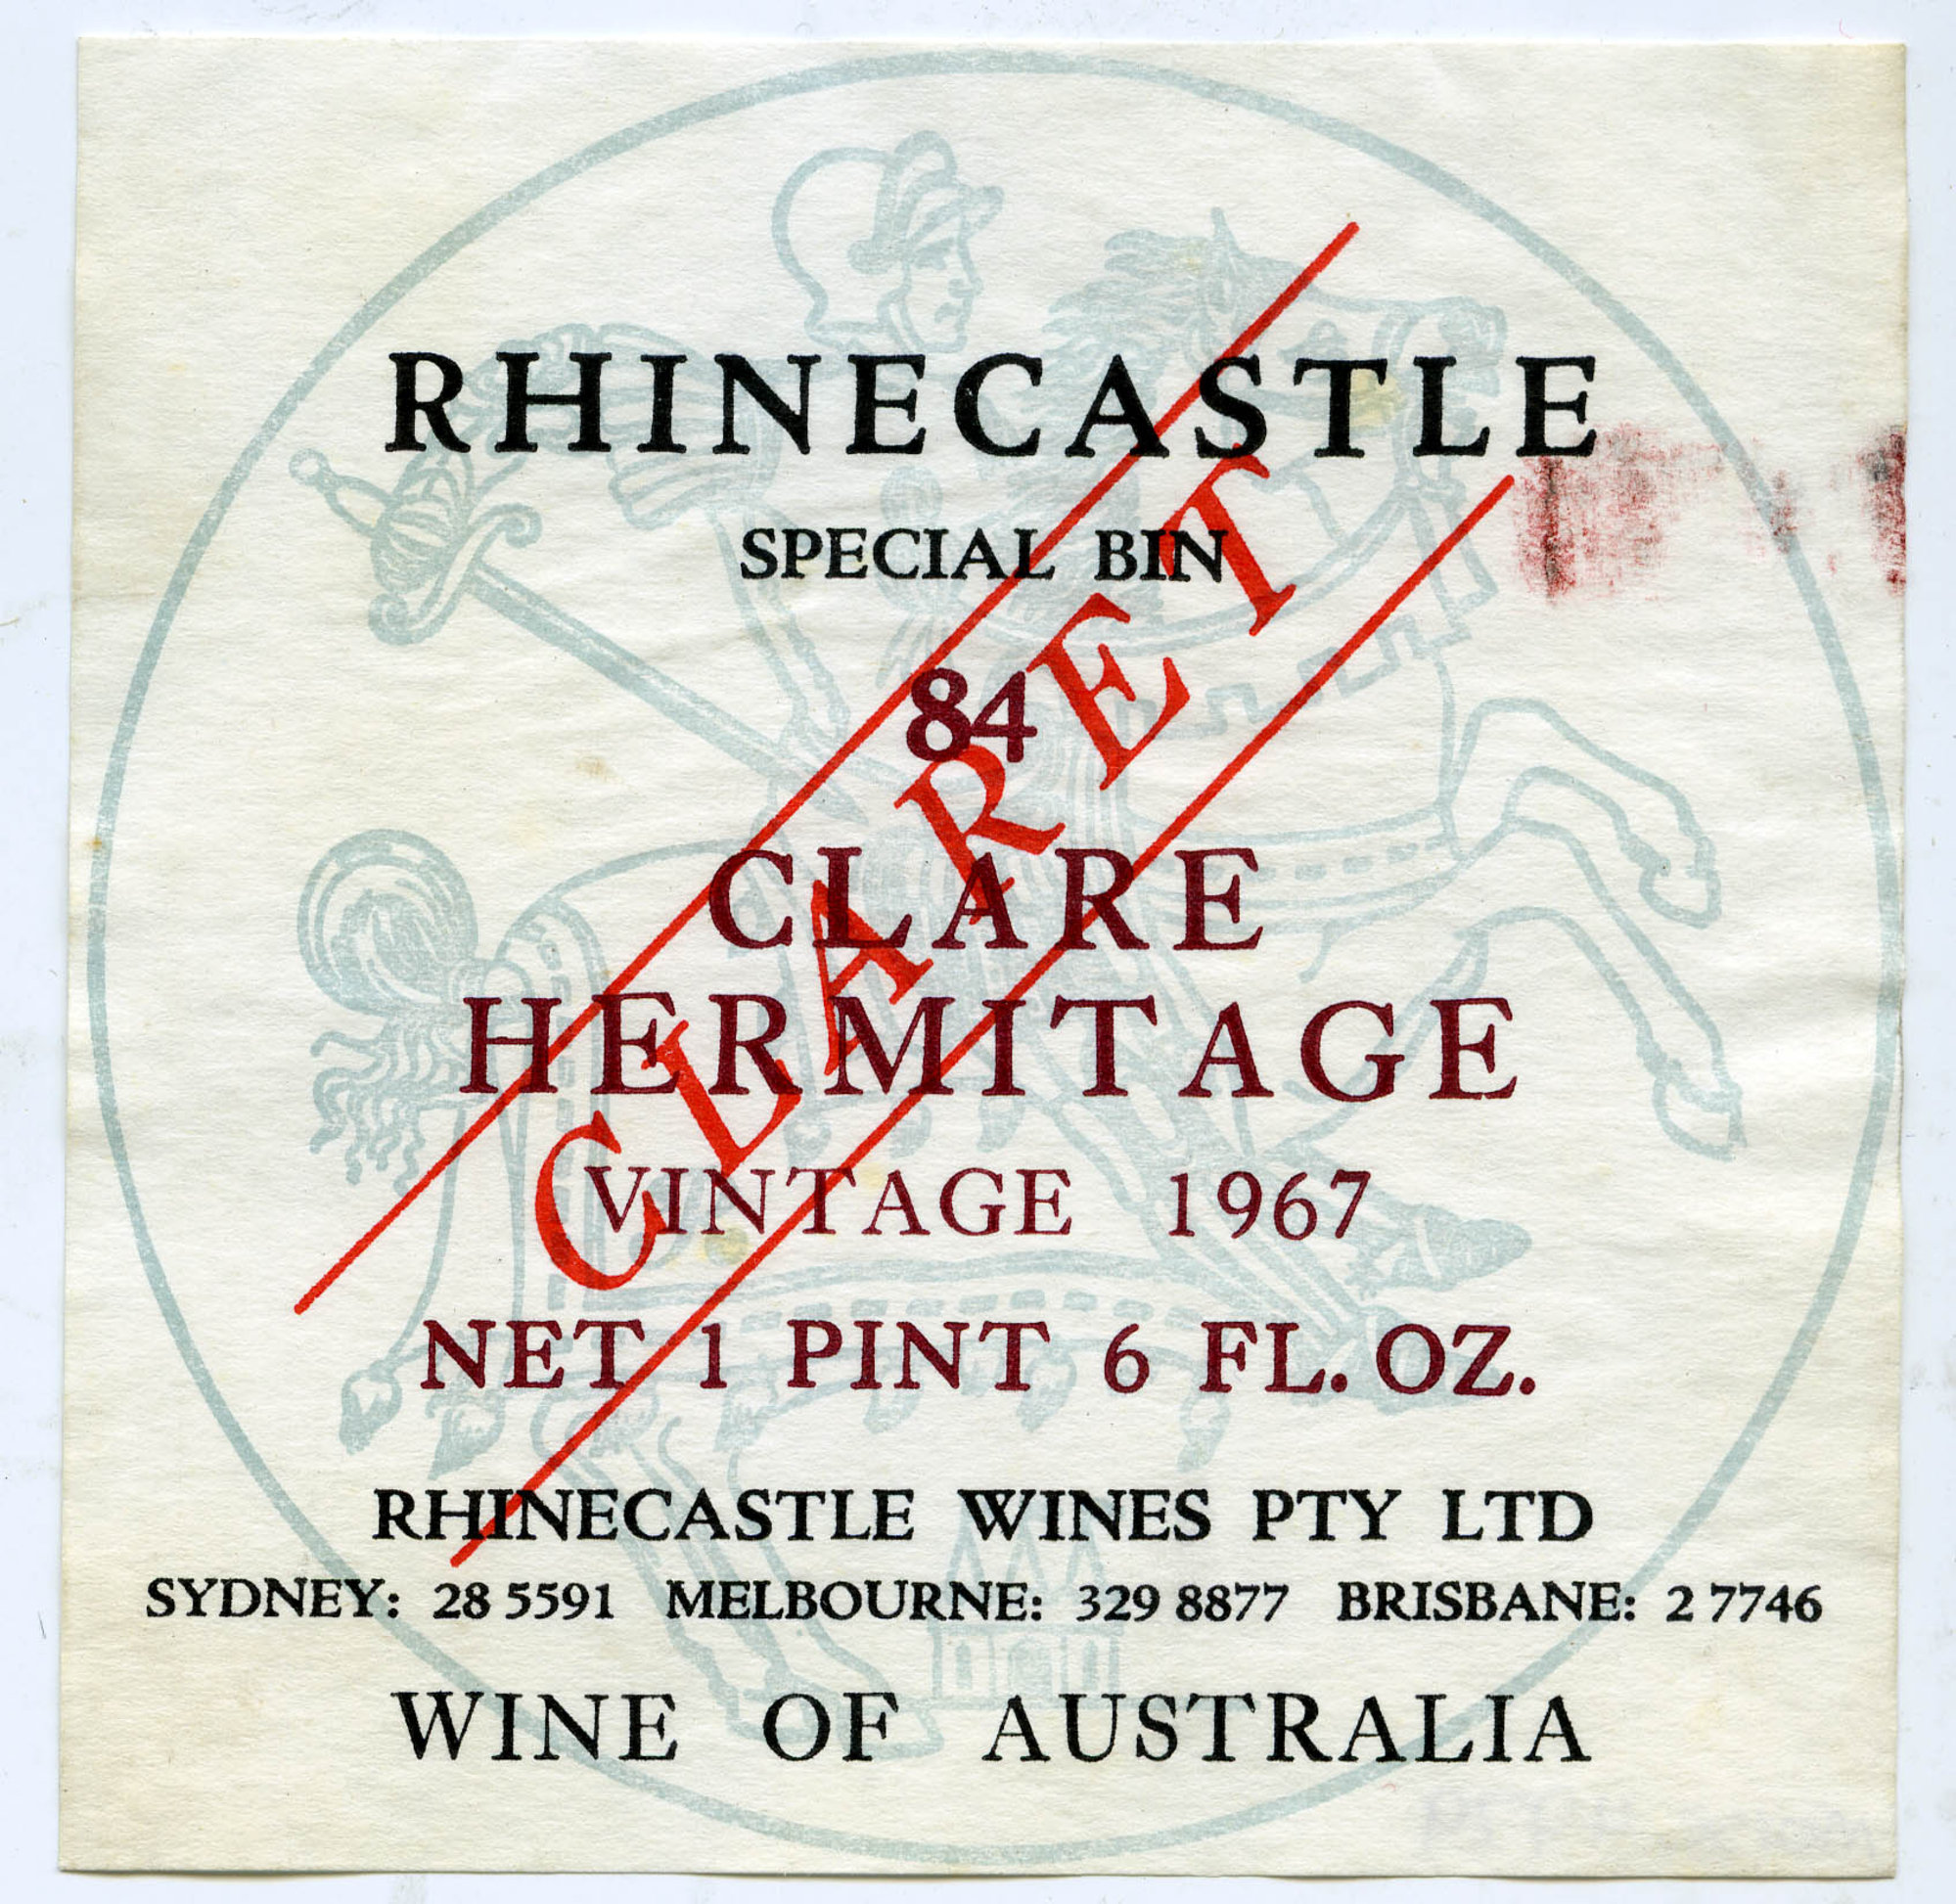 RHINECASTLE
SPECIAL BIN
84
CLARE
HERMITAGE
VINTAGE 1967
NET 1 PINT 6 FL. OZ.
RHINECASTLE WINES PTY LTD
SYDNEY: 28 5591 MELBOURNE: 329 8877 BRISBANE: 2 7746
WINE OF AUSTRALIA
CLARET